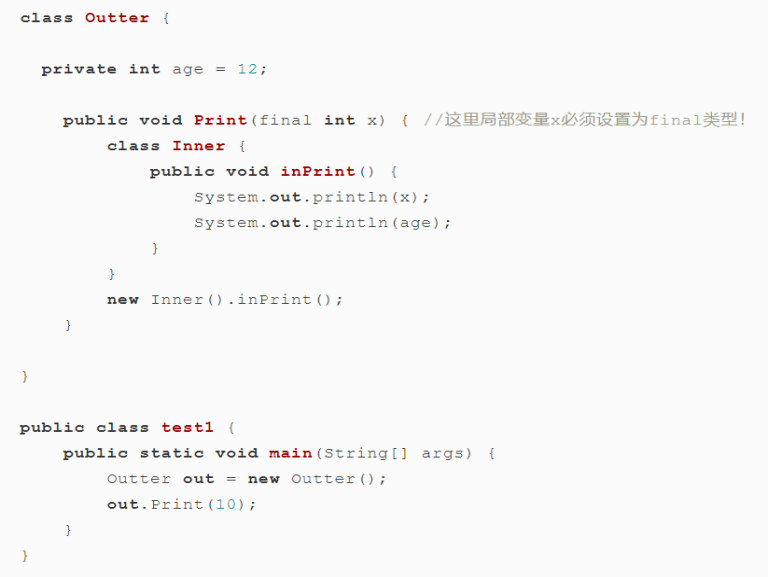 class Outter {
private int age = 12;
public void Print(final int x) { //这里局部变量x必须设置为final类型!
class Inner {
public void inPrint() {
System.out.println(x);
System.out.println(age);
}
}
new Inner().inPrint();
}
}
public class test1 {
public static void main(String[] args) {
Outter out = new Outter();
out.Print(10);
}
}